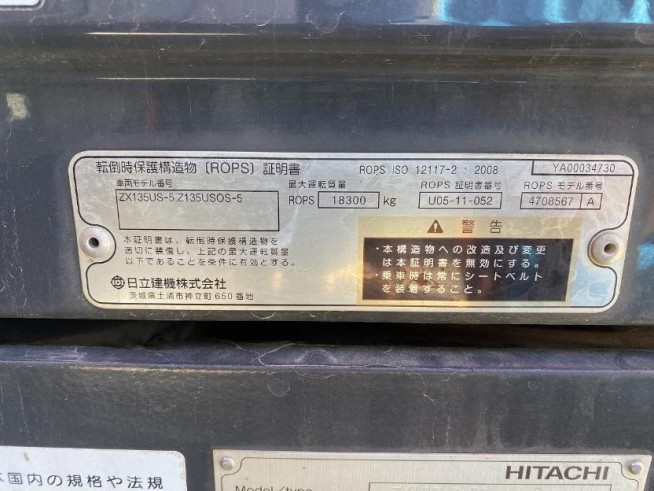 転倒時保護構造物 (ROPS) 証明書 ROPS ISO 12117-2 : 2008 YA00034730
車両モデル番号 最大運転質量 ROPS 証明書番号 ROPS モデル番号
ZX135US-5,Z135USOS-5 ROPS 18300 kg U05-11-052 4708567 A
本証明書は、転倒時保護構造物を
適切に装備し、上記の最大運転質量
以下であることを条件に有効とする。
日立建機株式会社
茨城県土浦市神立町650番地
警告
・本構造物への改造及び変更
は本証明書を無効にする。
・乗車時は常にシートベルト
を装着すること。
本国内の規格や法規
HITACHI
Model/type